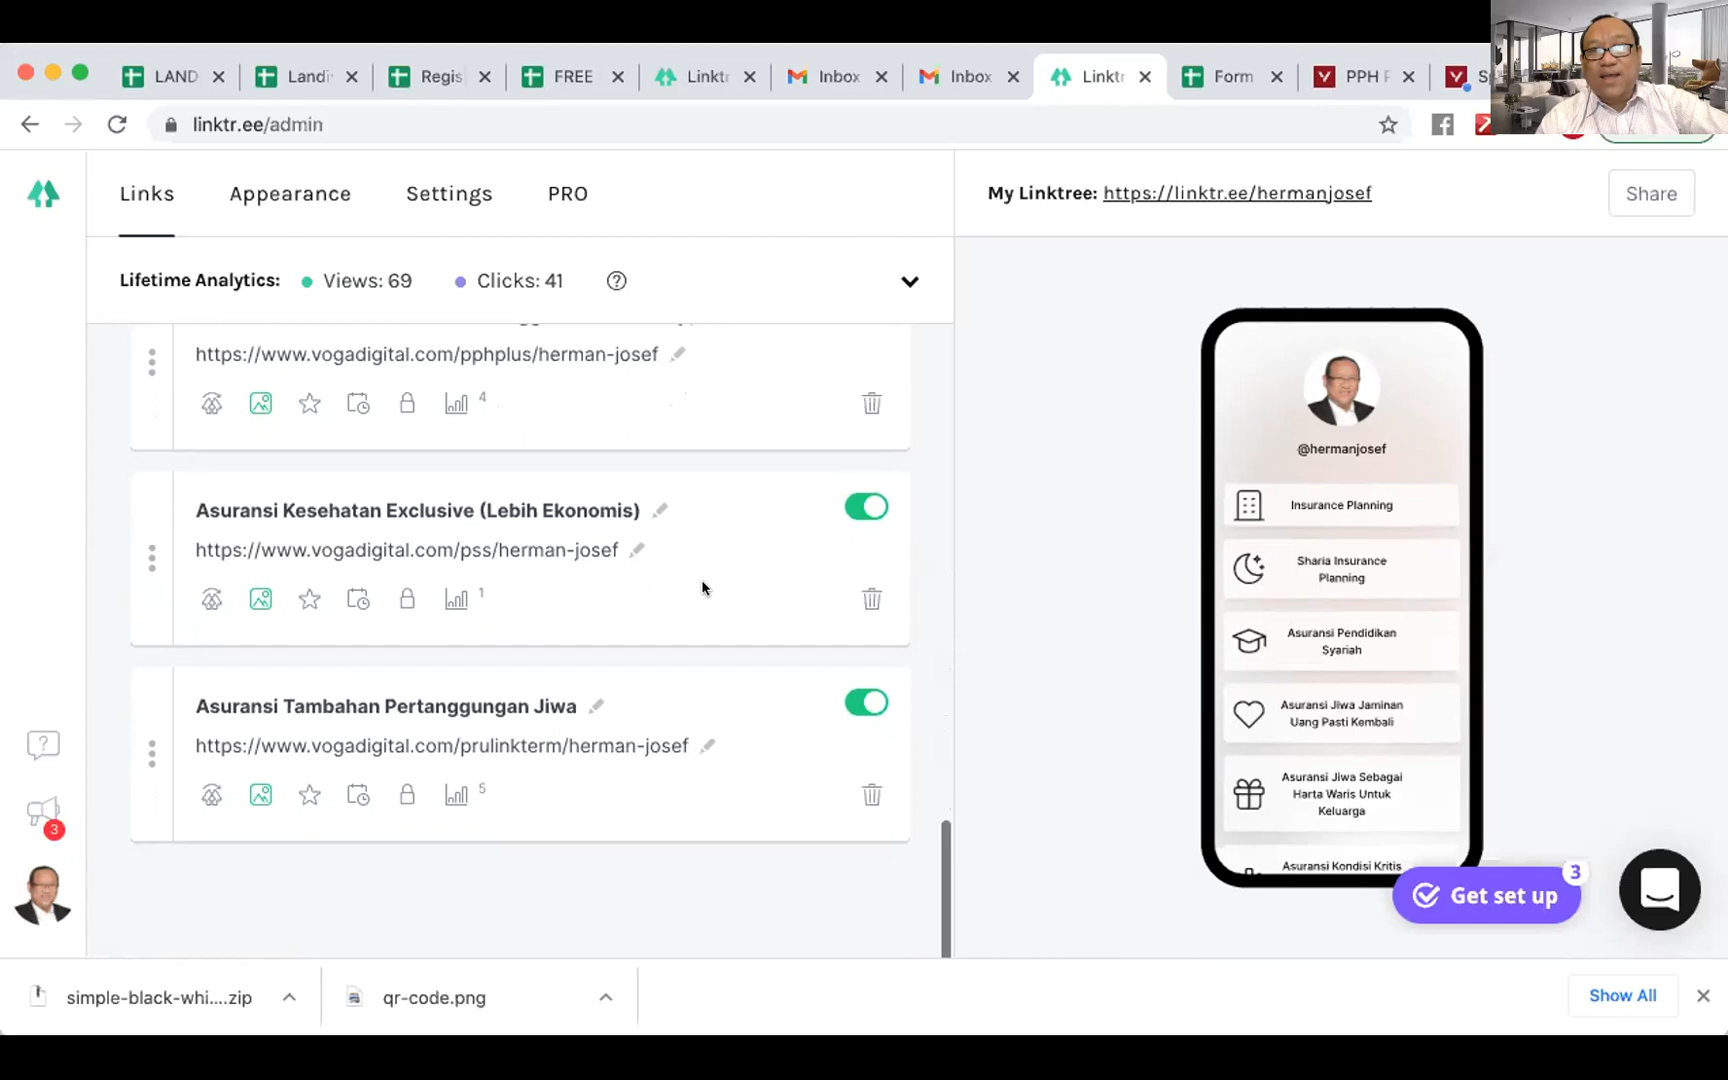 LAND
Landi
Regis
FREE
Linktr
Inbox
Inbox
Linktr
Form
PPH P
linktr.ee/admin
Links
Appearance
Settings
PRO
My Linktree: https://linktr.ee/hermanjosef
Share
Lifetime Analytics:
Views: 69
Clicks: 41
?
https://www.vogadigital.com/pphplus/herman-josef
4
Asuransi Kesehatan Exclusive (Lebih Ekonomis)
https://www.vogadigital.com/pss/herman-josef
1
Asuransi Tambahan Pertanggungan Jiwa
https://www.vogadigital.com/prulinkterm/herman-josef
5
?
3
@hermanjosef
Insurance Planning
Sharia Insurance
Planning
Asuransi Pendidikan
Syariah
Asuransi Jiwa Jaminan
Uang Pasti Kembali
Asuransi Jiwa Sebagai
Harta Waris Untuk
Keluarga
Asuransi Kondisi Kritis
Get set up
3
simple-black-whi....zip
qr-code.png
Show All